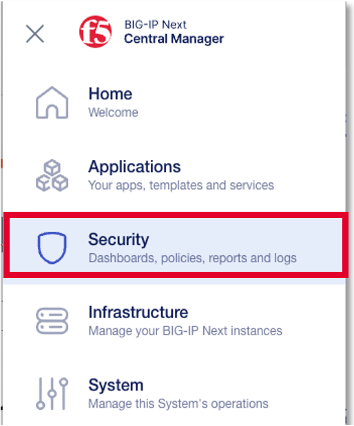 f5
BIG-IP Next
Central Manager
Home
Welcome
Applications
Your apps, templates and services
Security
Dashboards, policies, reports and logs
Infrastructure
Manage your BIG-IP Next instances
System
Manage this System's operations